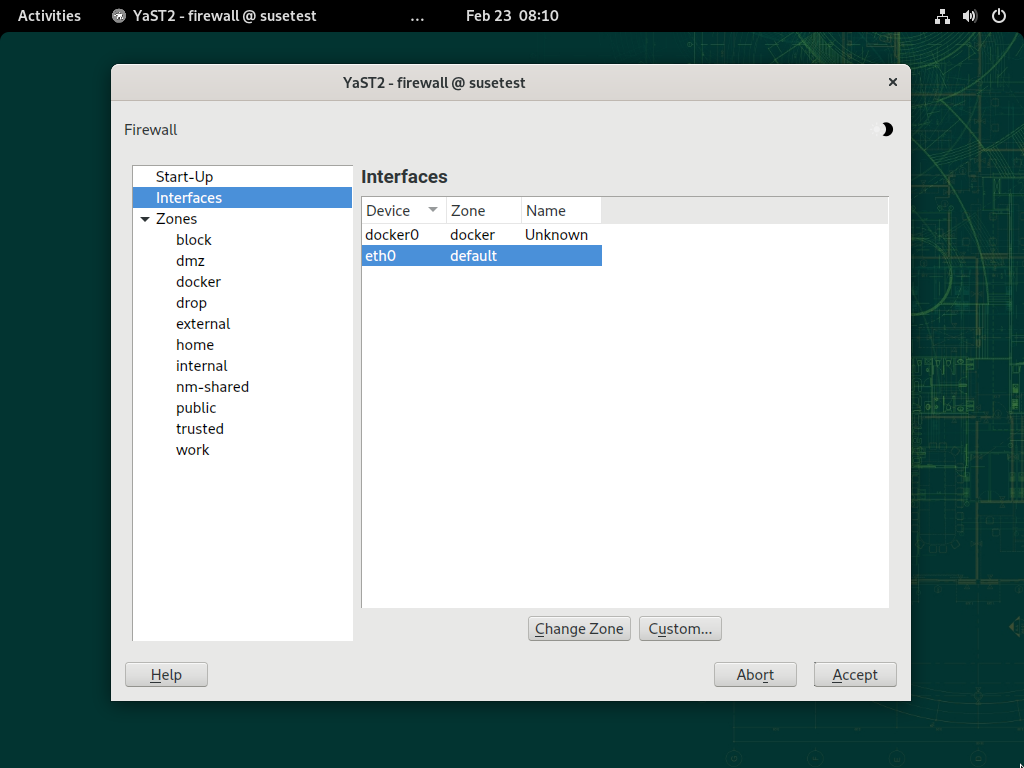 Activities YaST2 - firewall @ susetest ... Feb 23 08:10
YaST2 - firewall @ susetest
Firewall
Start-Up
Interfaces
Zones
block
dmz
docker
drop
external
home
internal
nm-shared
public
trusted
work
Interfaces
Device Zone Name
docker0 docker Unknown
eth0 default
Change Zone Custom...
Help Abort Accept